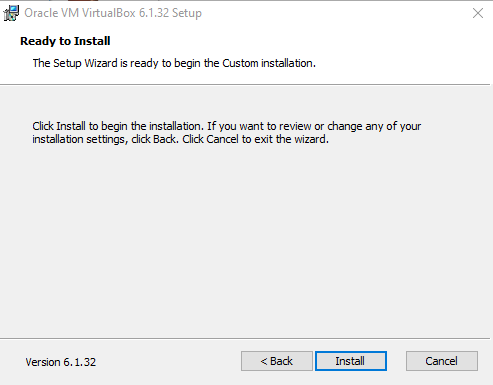 Oracle VM VirtualBox 6.1.32 Setup
Ready to Install
The Setup Wizard is ready to begin the Custom installation.
Click Install to begin the installation. If you want to review or change any of your
installation settings, click Back. Click Cancel to exit the wizard.
Version 6.1.32
< Back
Install
Cancel